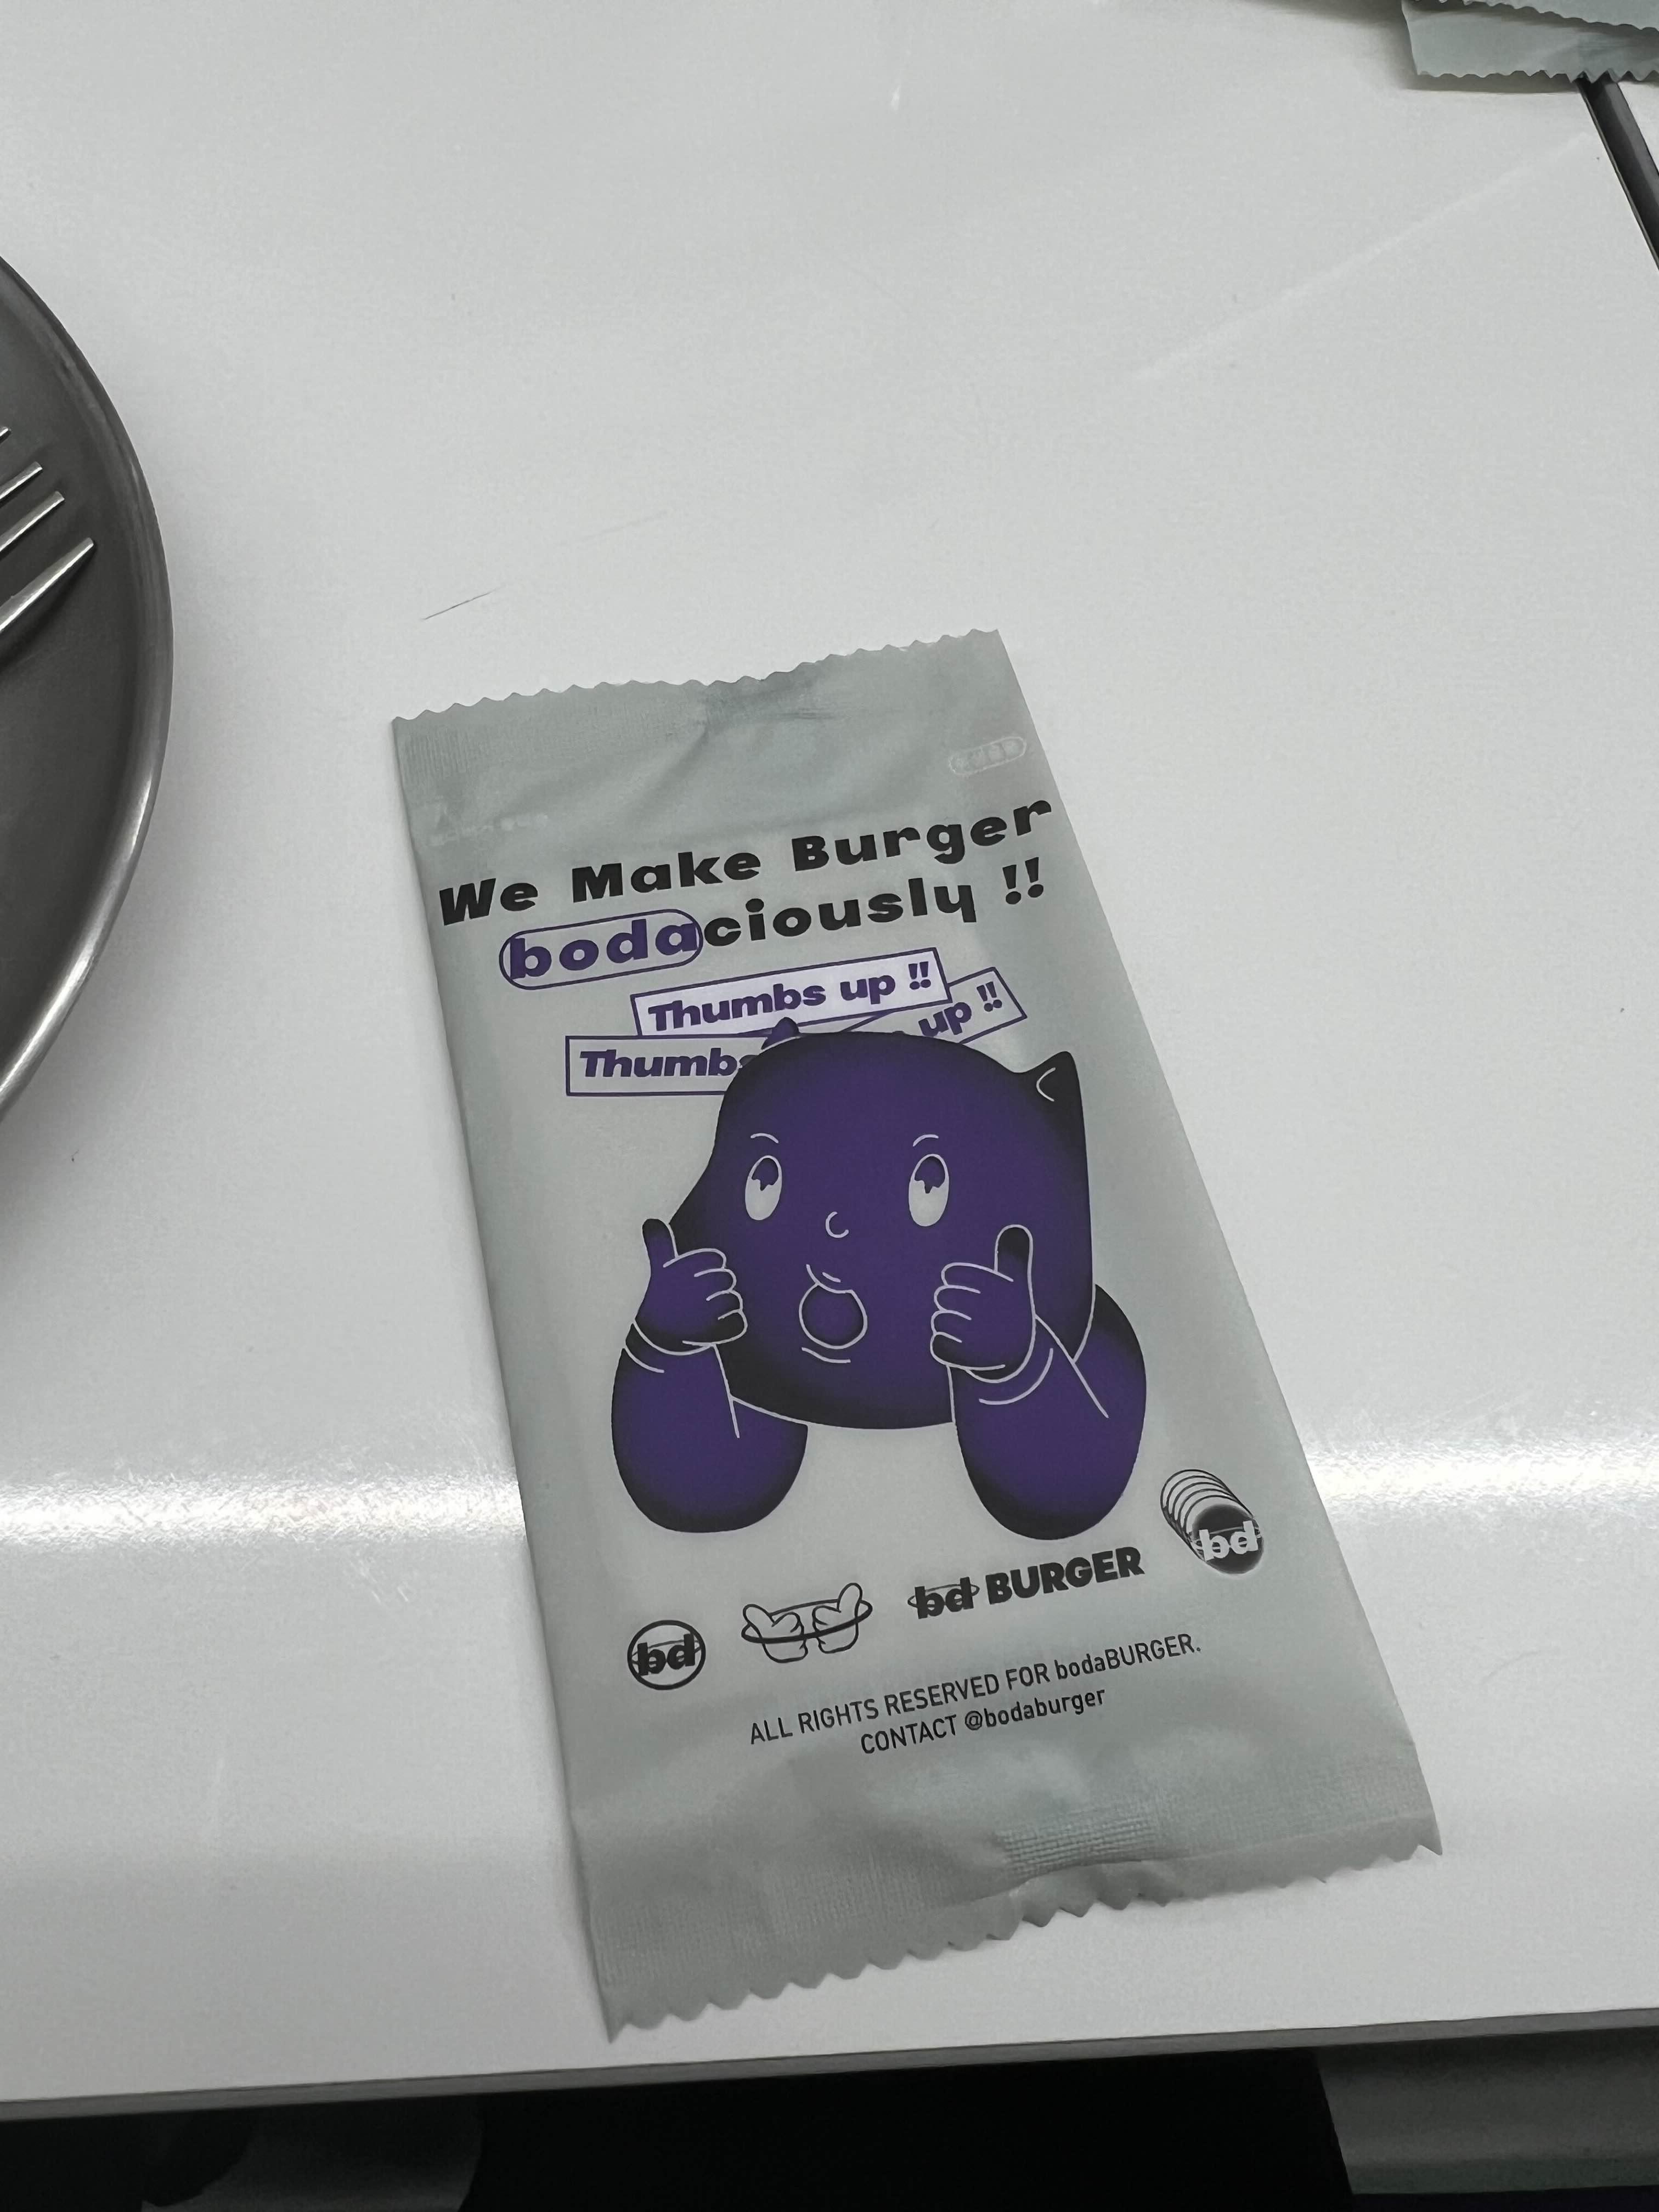 We Make Burger
bodaciously !!
Thumbs up !!
up !!
Thumbs
bd
bd BURGER
bd
ALL RIGHTS RESERVED FOR bodaBURGER.
CONTACT @bodaburger